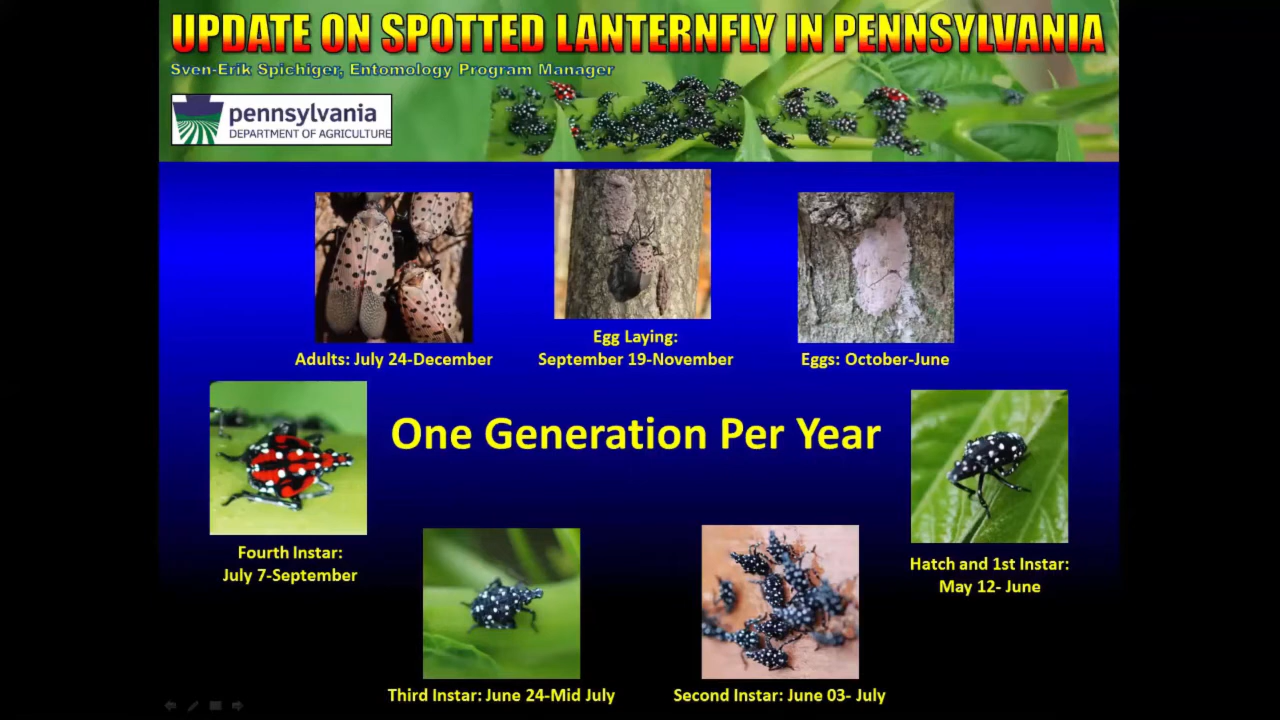 UPDATE ON SPOTTED LANTERNFLY IN PENNSYLVANIA
Sven-Erik Spichiger, Entomology Program Manager
pennsylvania
DEPARTMENT OF AGRICULTURE
Adults: July 24-December
Egg Laying:
September 19-November
Eggs: October-June
One Generation Per Year
Fourth Instar:
July 7-September
Hatch and 1st Instar:
May 12- June
Third Instar: June 24-Mid July
Second Instar: June 03- July